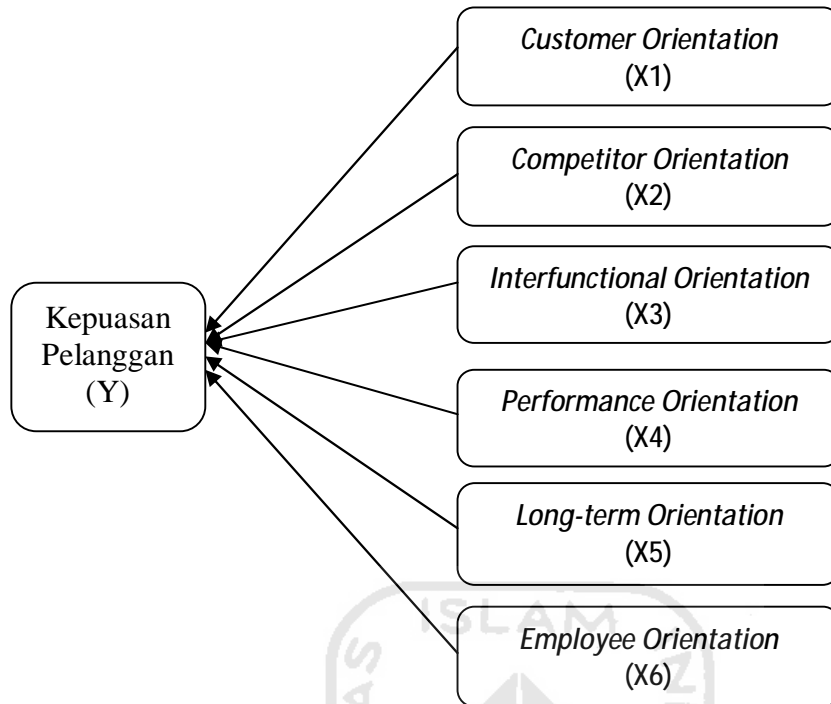 Customer Orientation
(X1)
Competitor Orientation
(X2)
Interfunctional Orientation
(X3)
Kepuasan
Pelanggan
(Y)
Performance Orientation
(X4)
Long-term Orientation
(X5)
ISLAM
Employee Orientation
(X6)